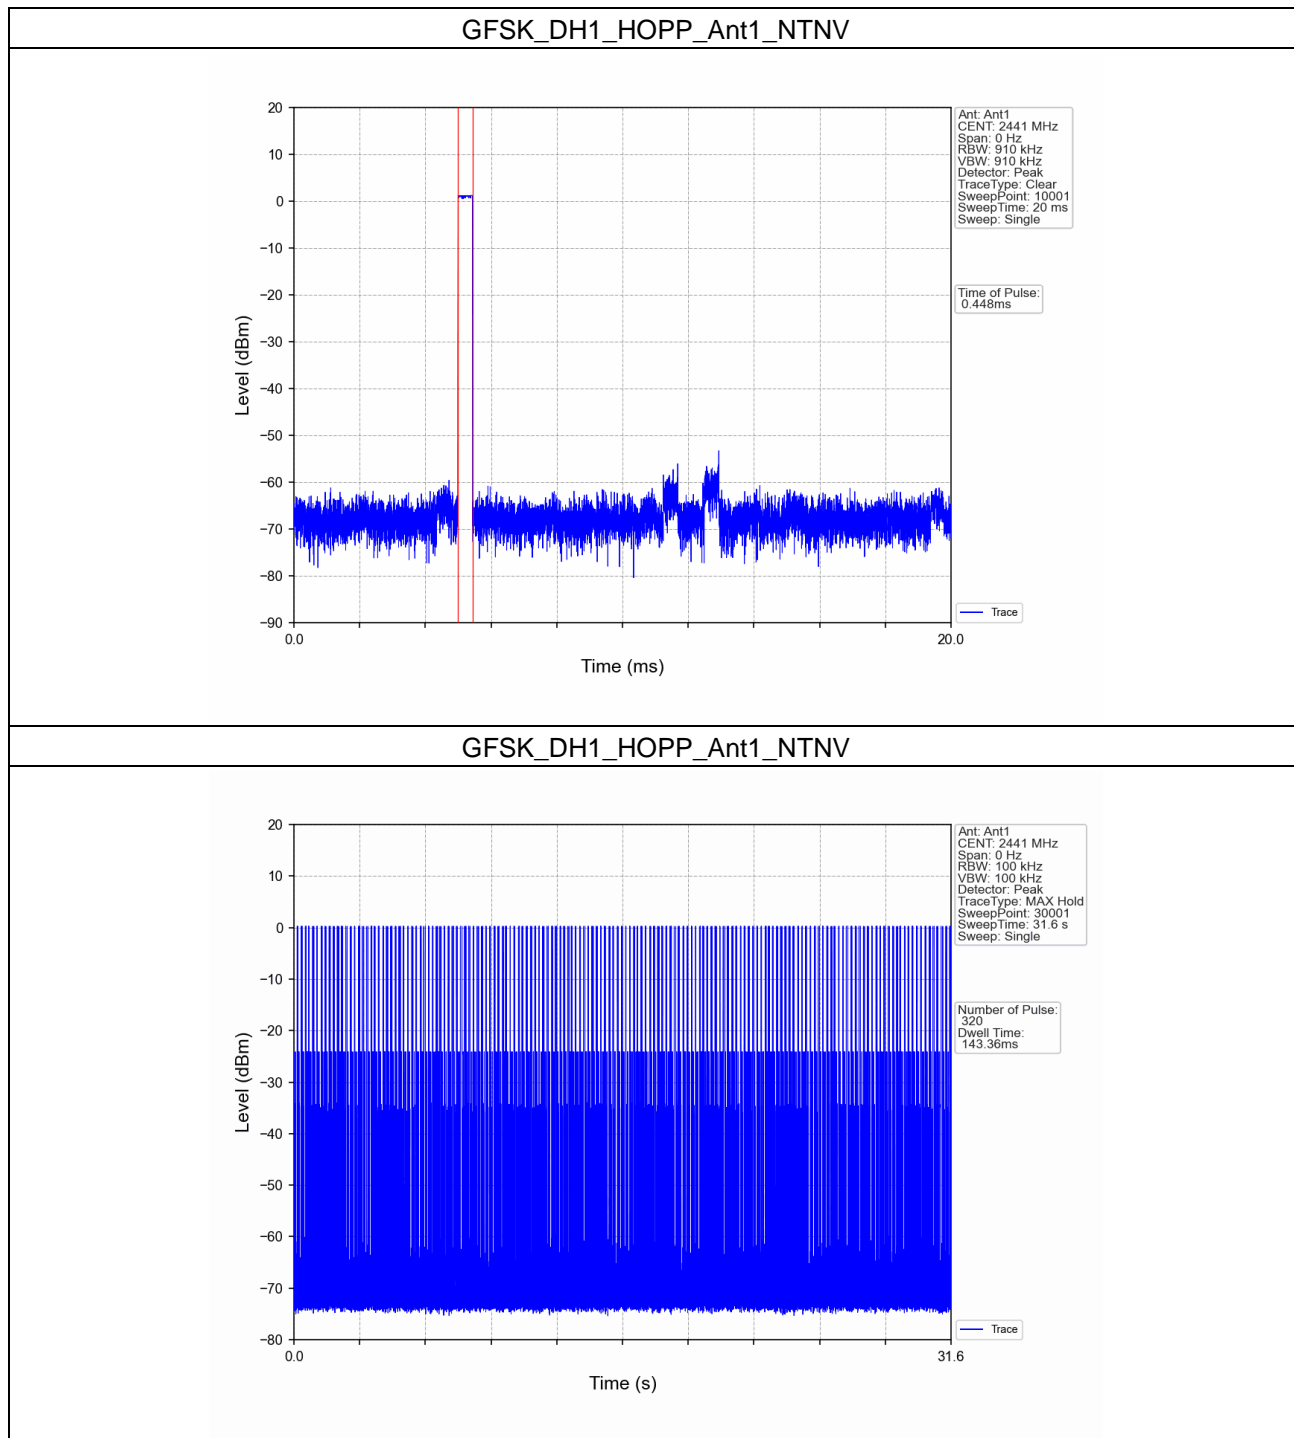 GFSK_DH1_HOPP_Ant1_NTNV
20
10
0
−10
−20
−30
−40
−50
−60
−70
−80
−90
Level (dBm)
0.0
20.0
Time (ms)
Ant: Ant1
CENT: 2441 MHz
Span: 0 Hz
RBW: 910 kHz
VBW: 910 kHz
Detector: Peak
TraceType: Clear
SweepPoint: 10001
SweepTime: 20 ms
Sweep: Single
Time of Pulse:
0.448ms
Trace
GFSK_DH1_HOPP_Ant1_NTNV
20
10
0
−10
−20
−30
−40
−50
−60
−70
−80
Level (dBm)
0.0
31.6
Time (s)
Ant: Ant1
CENT: 2441 MHz
Span: 0 Hz
RBW: 100 kHz
VBW: 100 kHz
Detector: Peak
TraceType: MAX Hold
SweepPoint: 30001
SweepTime: 31.6 s
Sweep: Single
Number of Pulse:
320
Dwell Time:
143.36ms
Trace